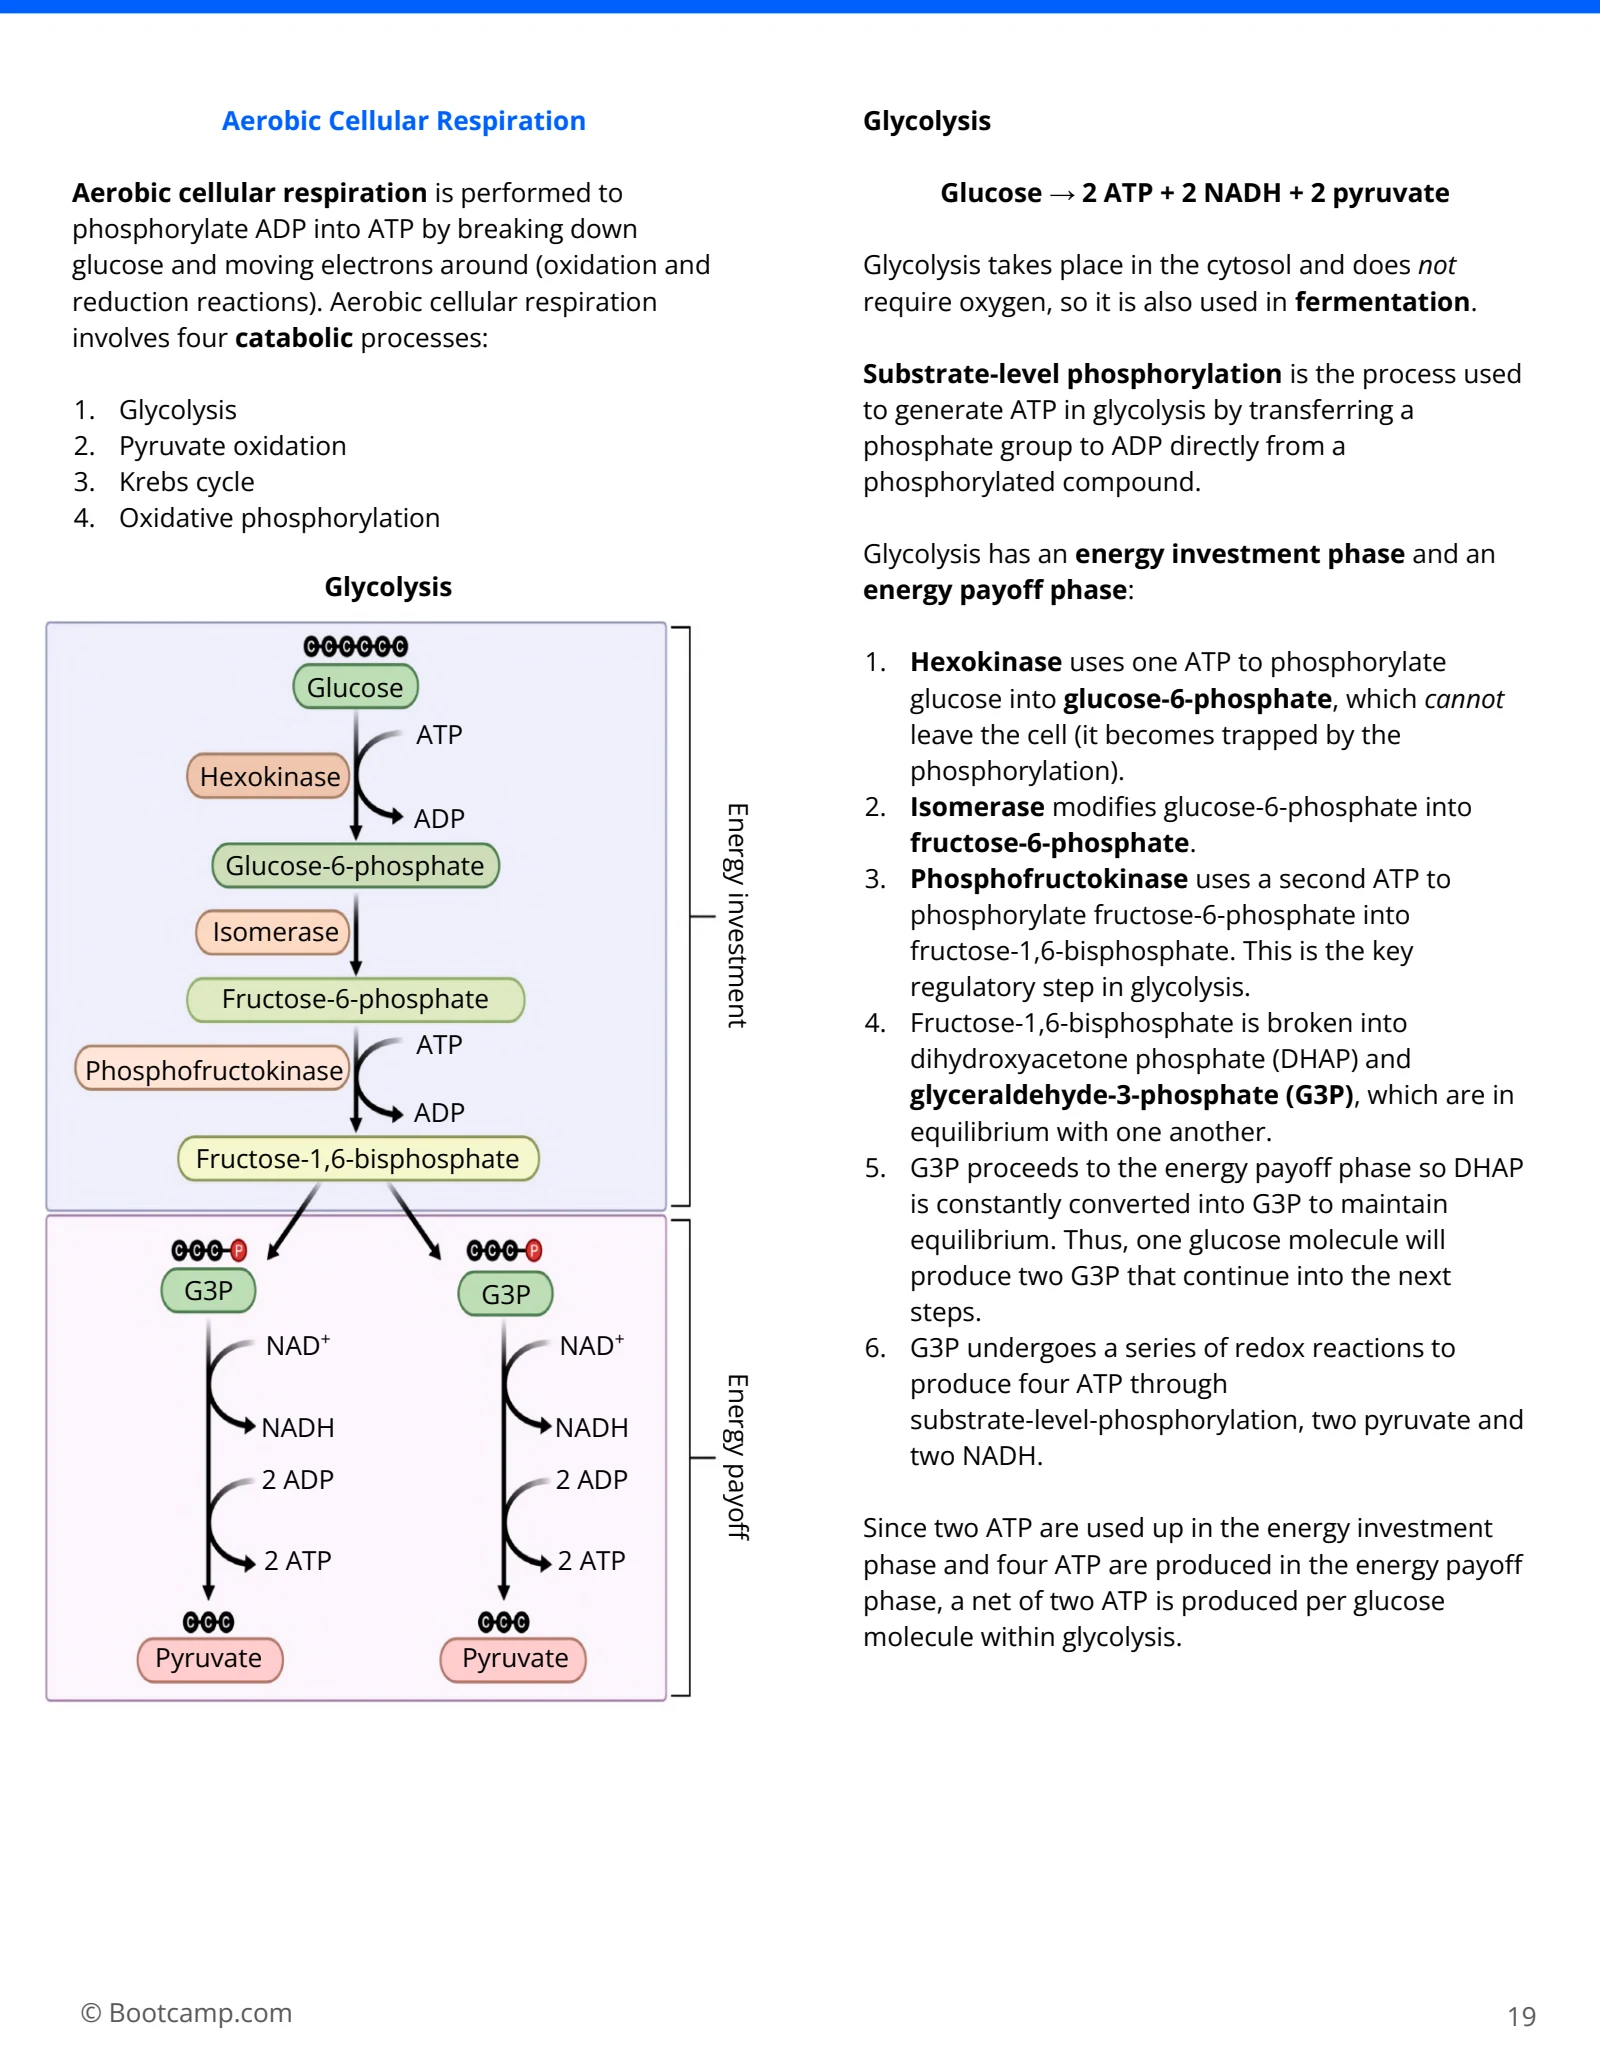 Aerobic Cellular Respiration
Aerobic cellular respiration is performed to
phosphorylate ADP into ATP by breaking down
glucose and moving electrons around (oxidation and
reduction reactions). Aerobic cellular respiration
involves four catabolic processes:
1. Glycolysis
2. Pyruvate oxidation
3. Krebs cycle
4. Oxidative phosphorylation
Glycolysis
C C C C C C
Glucose
ATP
Hexokinase
ADP
Glucose-6-phosphate
Isomerase
Fructose-6-phosphate
ATP
Phosphofructokinase
ADP
Fructose-1,6-bisphosphate
Energy investment
C C C P
C C C P
G3P
G3P
NAD⁺
NAD⁺
NADH
NADH
2 ADP
2 ADP
2 ATP
2 ATP
C C C
C C C
Pyruvate
Pyruvate
Energy payoff
Glycolysis
Glucose → 2 ATP + 2 NADH + 2 pyruvate
Glycolysis takes place in the cytosol and does not
require oxygen, so it is also used in fermentation.
Substrate-level phosphorylation is the process used
to generate ATP in glycolysis by transferring a
phosphate group to ADP directly from a
phosphorylated compound.
Glycolysis has an energy investment phase and an
energy payoff phase:
1. Hexokinase uses one ATP to phosphorylate
glucose into glucose-6-phosphate, which cannot
leave the cell (it becomes trapped by the
phosphorylation).
2. Isomerase modifies glucose-6-phosphate into
fructose-6-phosphate.
3. Phosphofructokinase uses a second ATP to
phosphorylate fructose-6-phosphate into
fructose-1,6-bisphosphate. This is the key
regulatory step in glycolysis.
4. Fructose-1,6-bisphosphate is broken into
dihydroxyacetone phosphate (DHAP) and
glyceraldehyde-3-phosphate (G3P), which are in
equilibrium with one another.
5. G3P proceeds to the energy payoff phase so DHAP
is constantly converted into G3P to maintain
equilibrium. Thus, one glucose molecule will
produce two G3P that continue into the next
steps.
6. G3P undergoes a series of redox reactions to
produce four ATP through
substrate-level-phosphorylation, two pyruvate and
two NADH.
Since two ATP are used up in the energy investment
phase and four ATP are produced in the energy payoff
phase, a net of two ATP is produced per glucose
molecule within glycolysis.
© Bootcamp.com
19